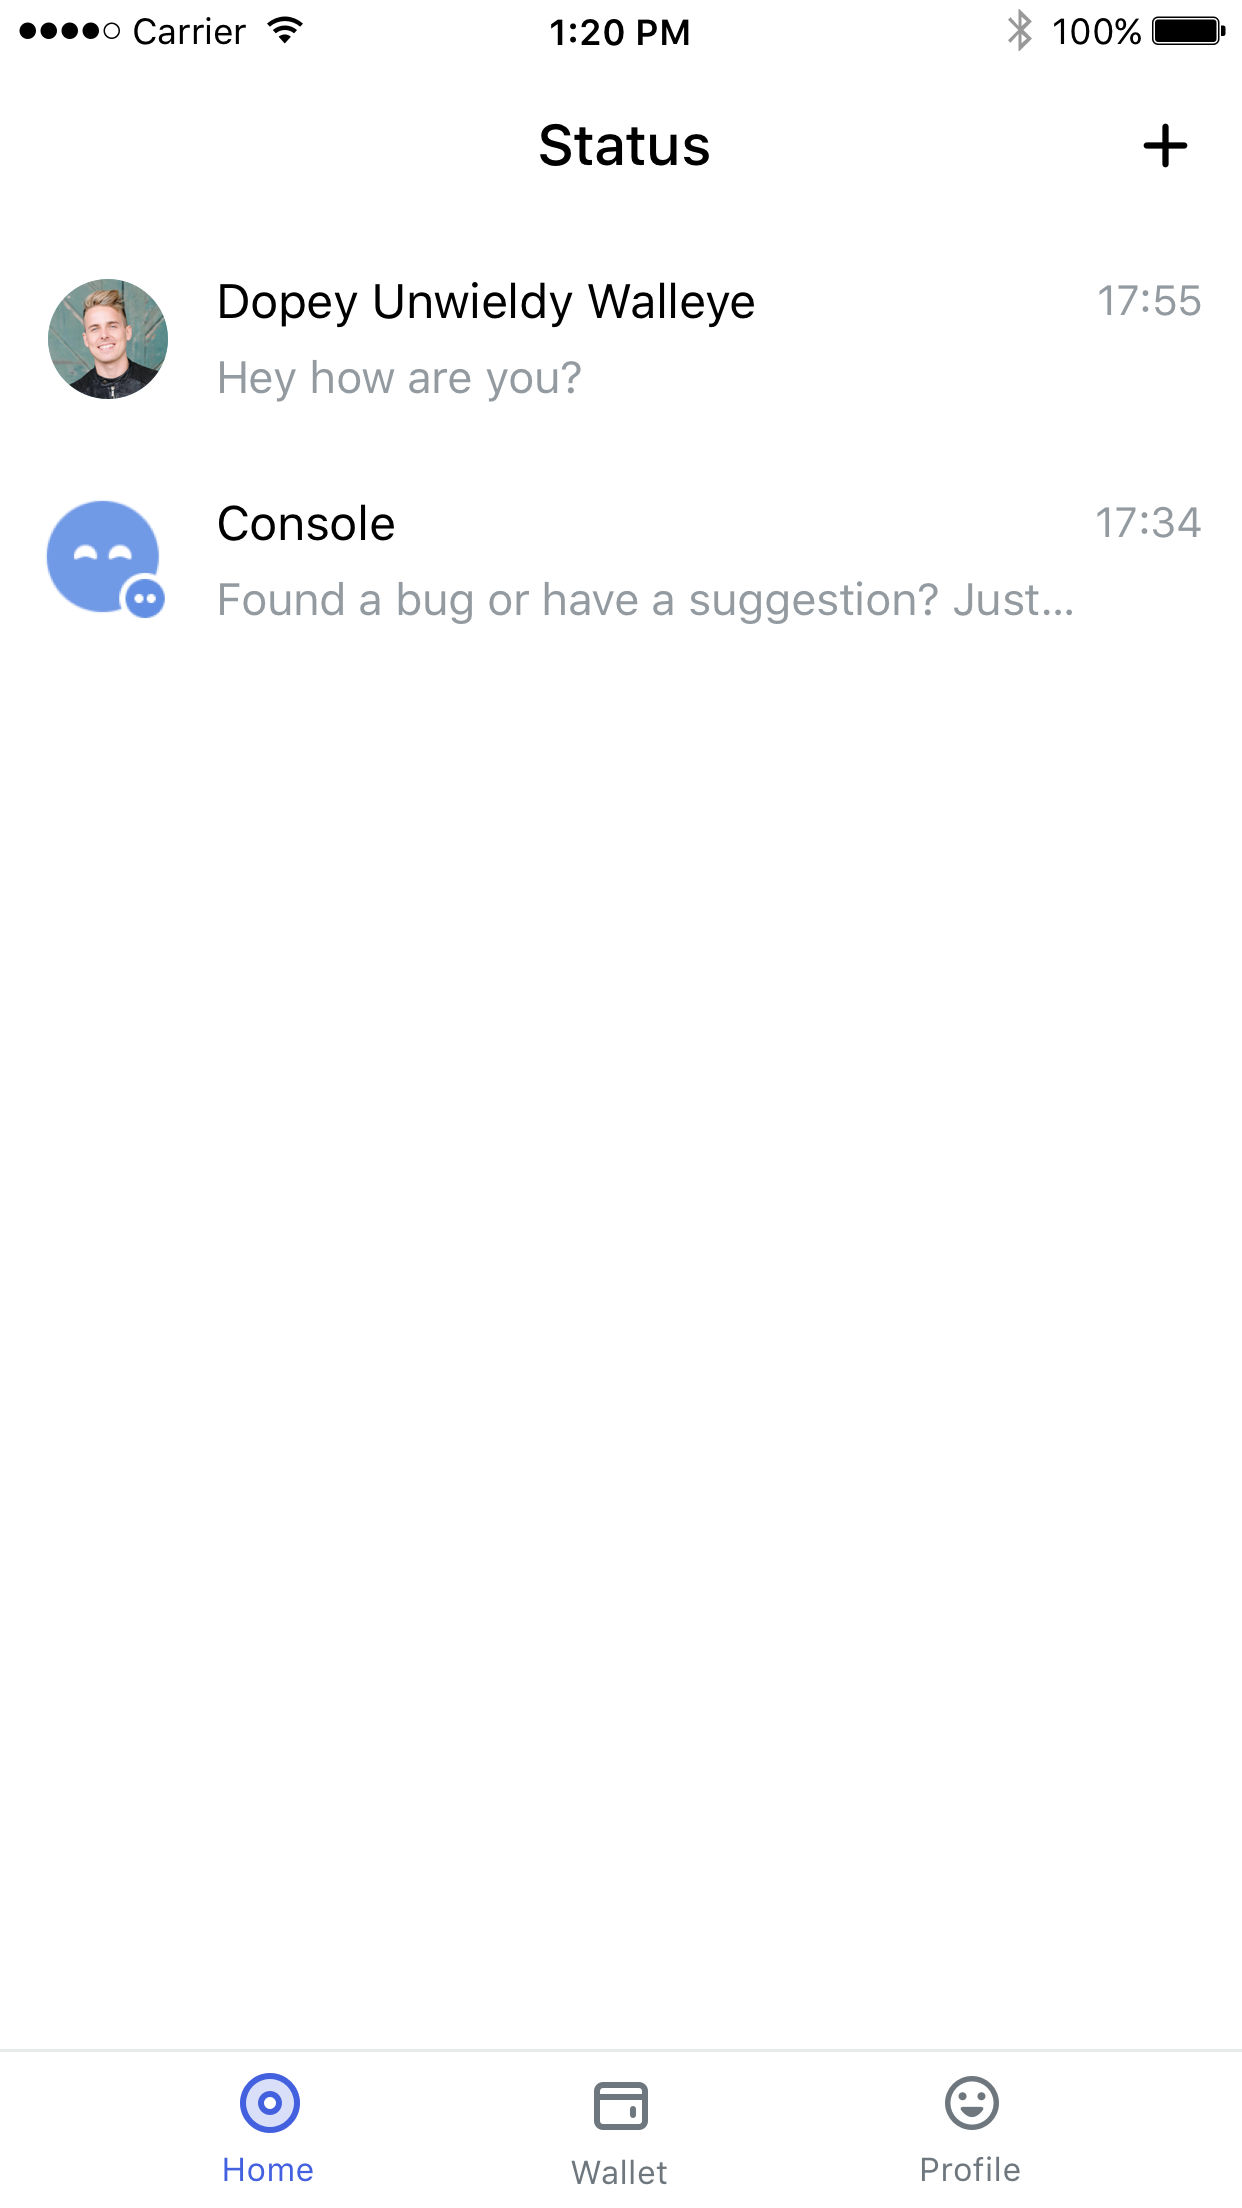 Carrier 1:20 PM 100%
Status
Dopey Unwieldy Walleye 17:55
Hey how are you?
Console 17:34
Found a bug or have a suggestion? Just...
Home Wallet Profile